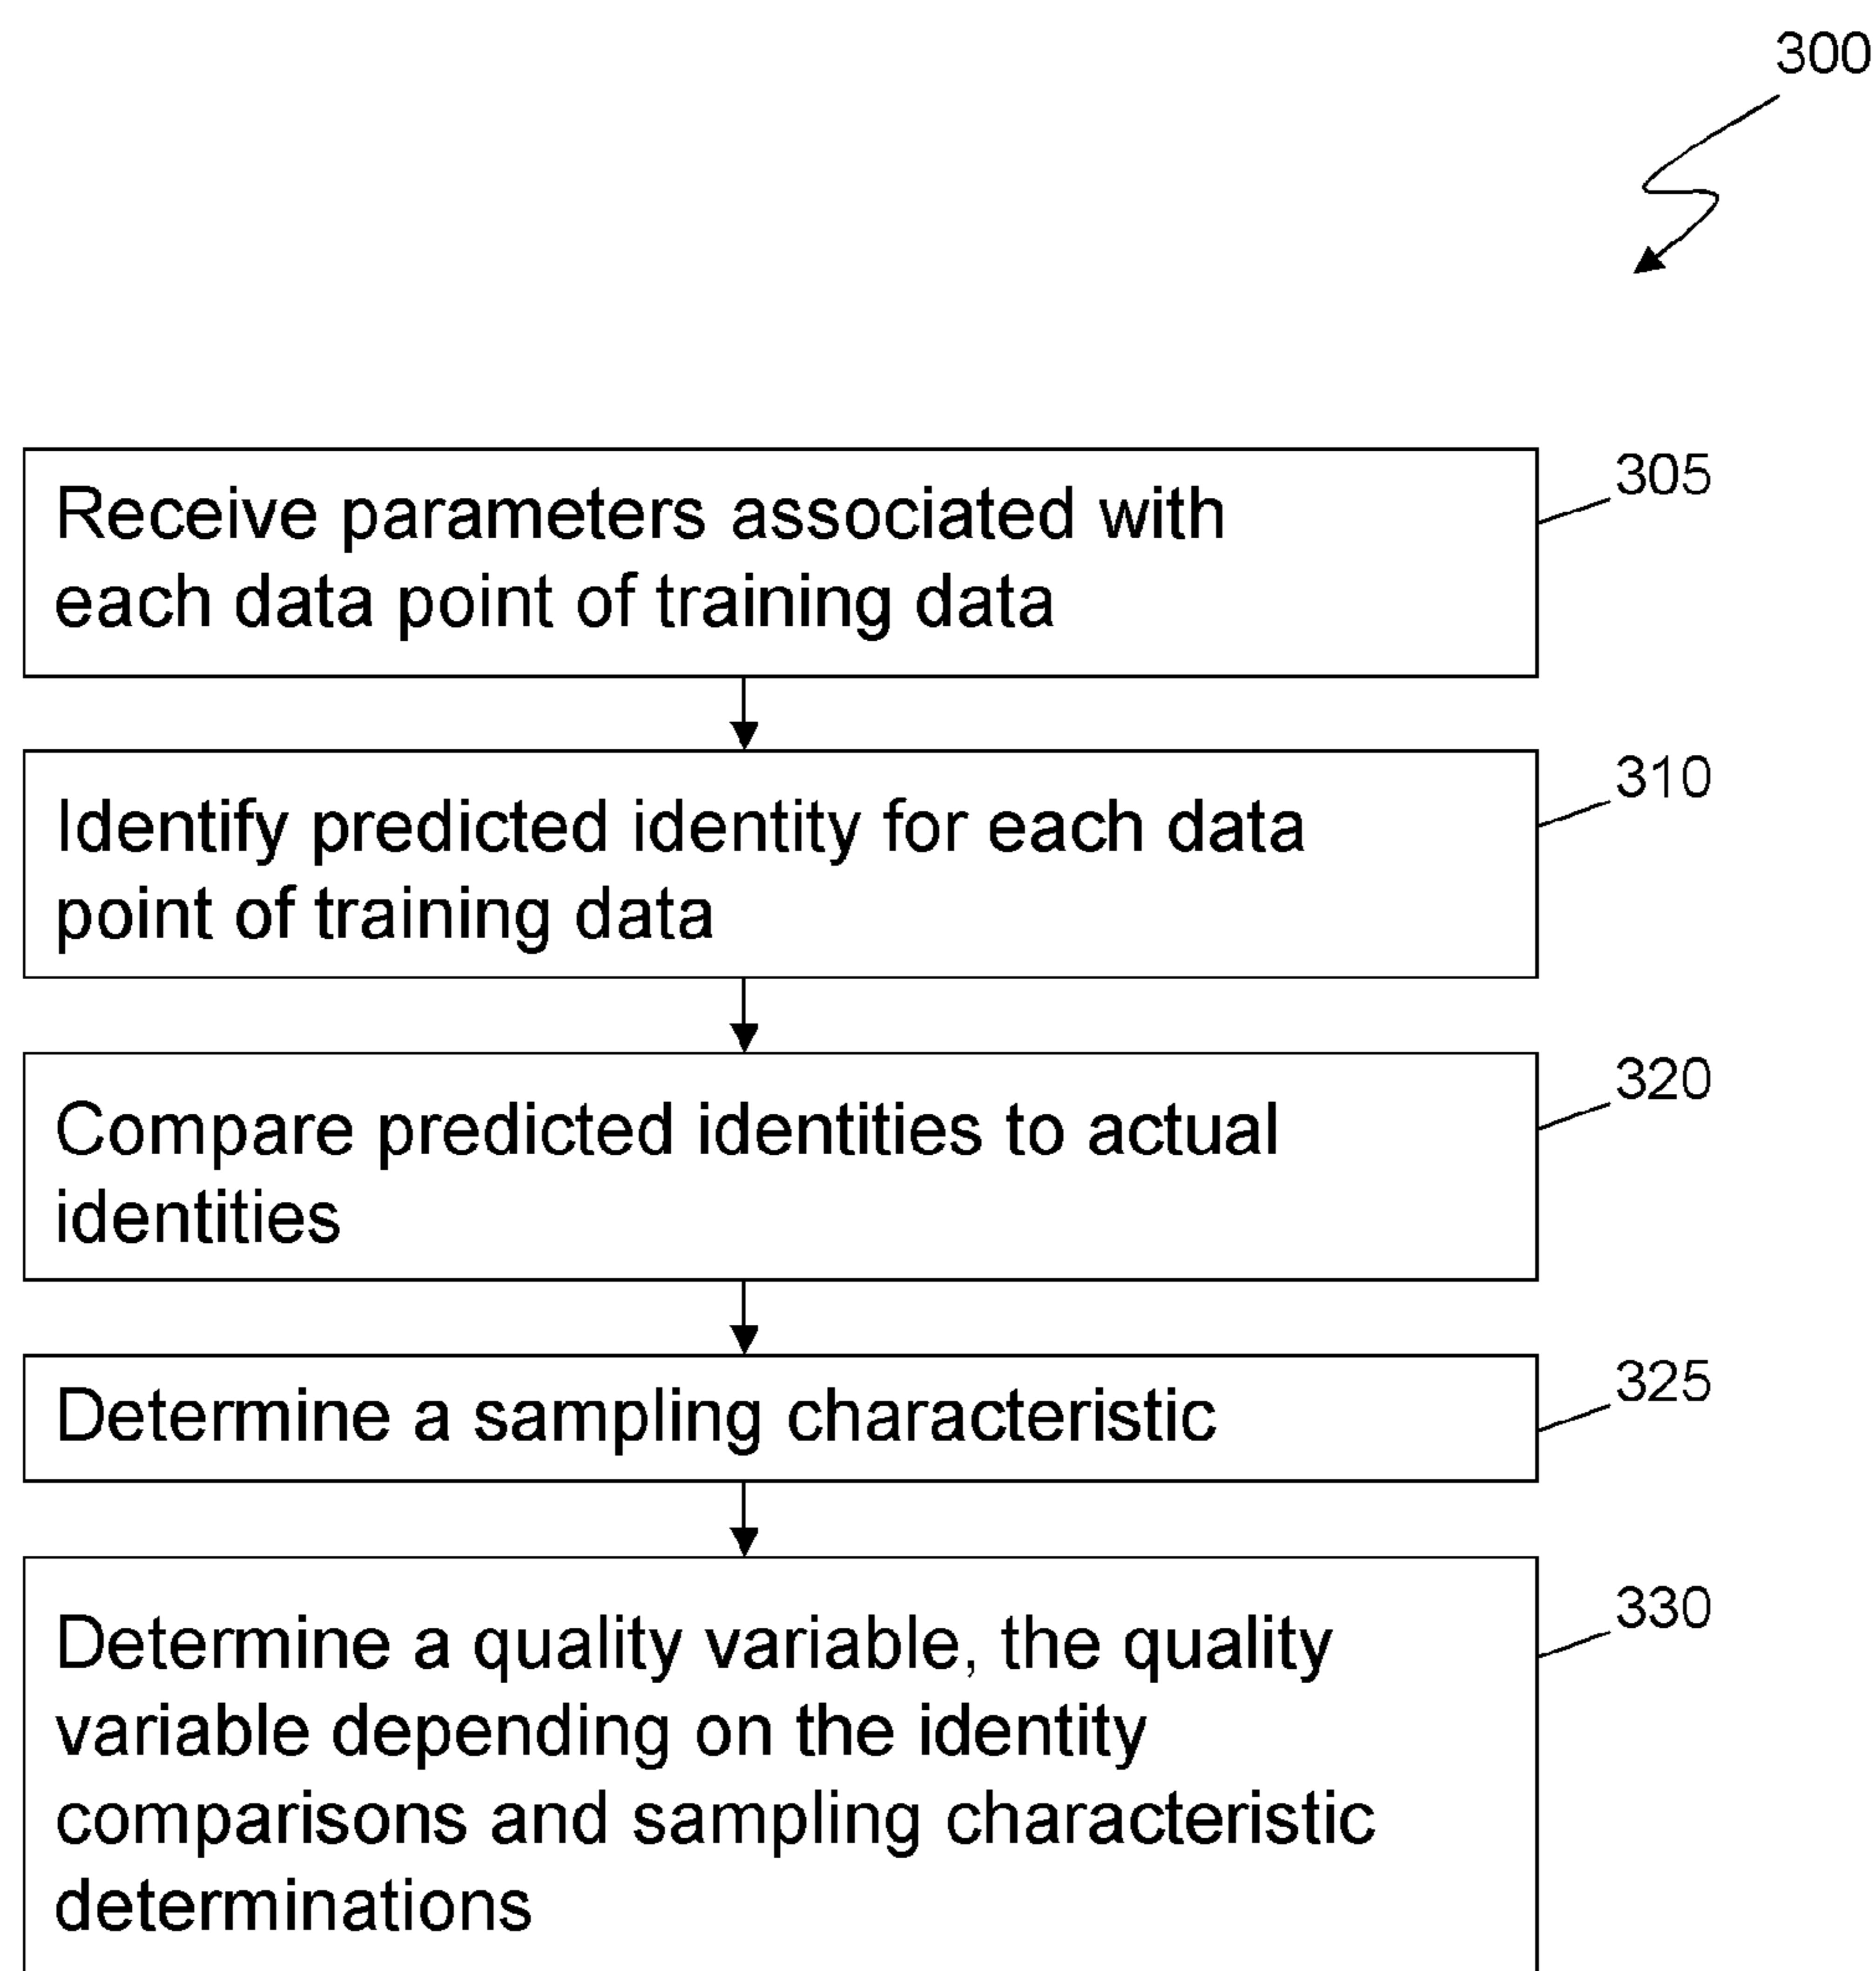 300
Receive parameters associated with
each data point of training data
305
Identify predicted identity for each data
point of training data
310
Compare predicted identities to actual
identities
320
Determine a sampling characteristic
325
Determine a quality variable, the quality
variable depending on the identity
comparisons and sampling characteristic
determinations
330